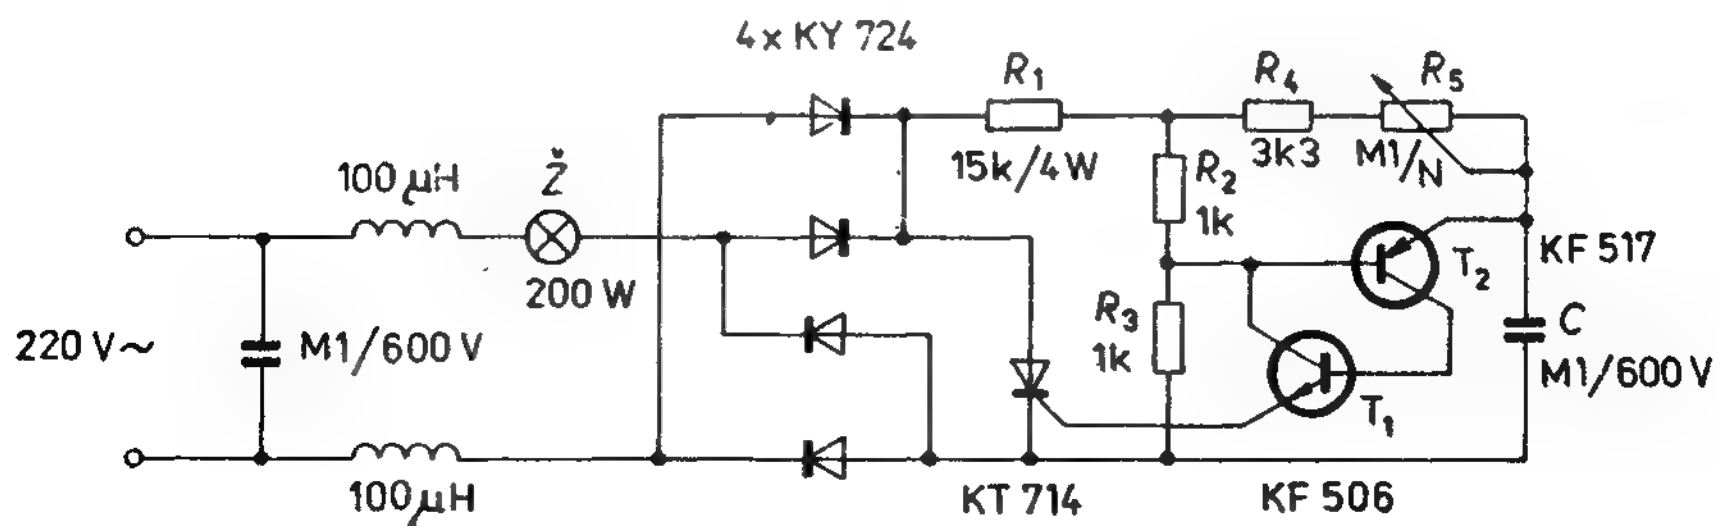 4x KY 724
R1
R4
R5
15k/4W
3k3
M1/N
100 µH
Ž
R2
1k
200 W
KF 517
T2
220 V~
M1/600 V
R3
1k
C
M1/600 V
T1
100 µH
KT 714
KF 506